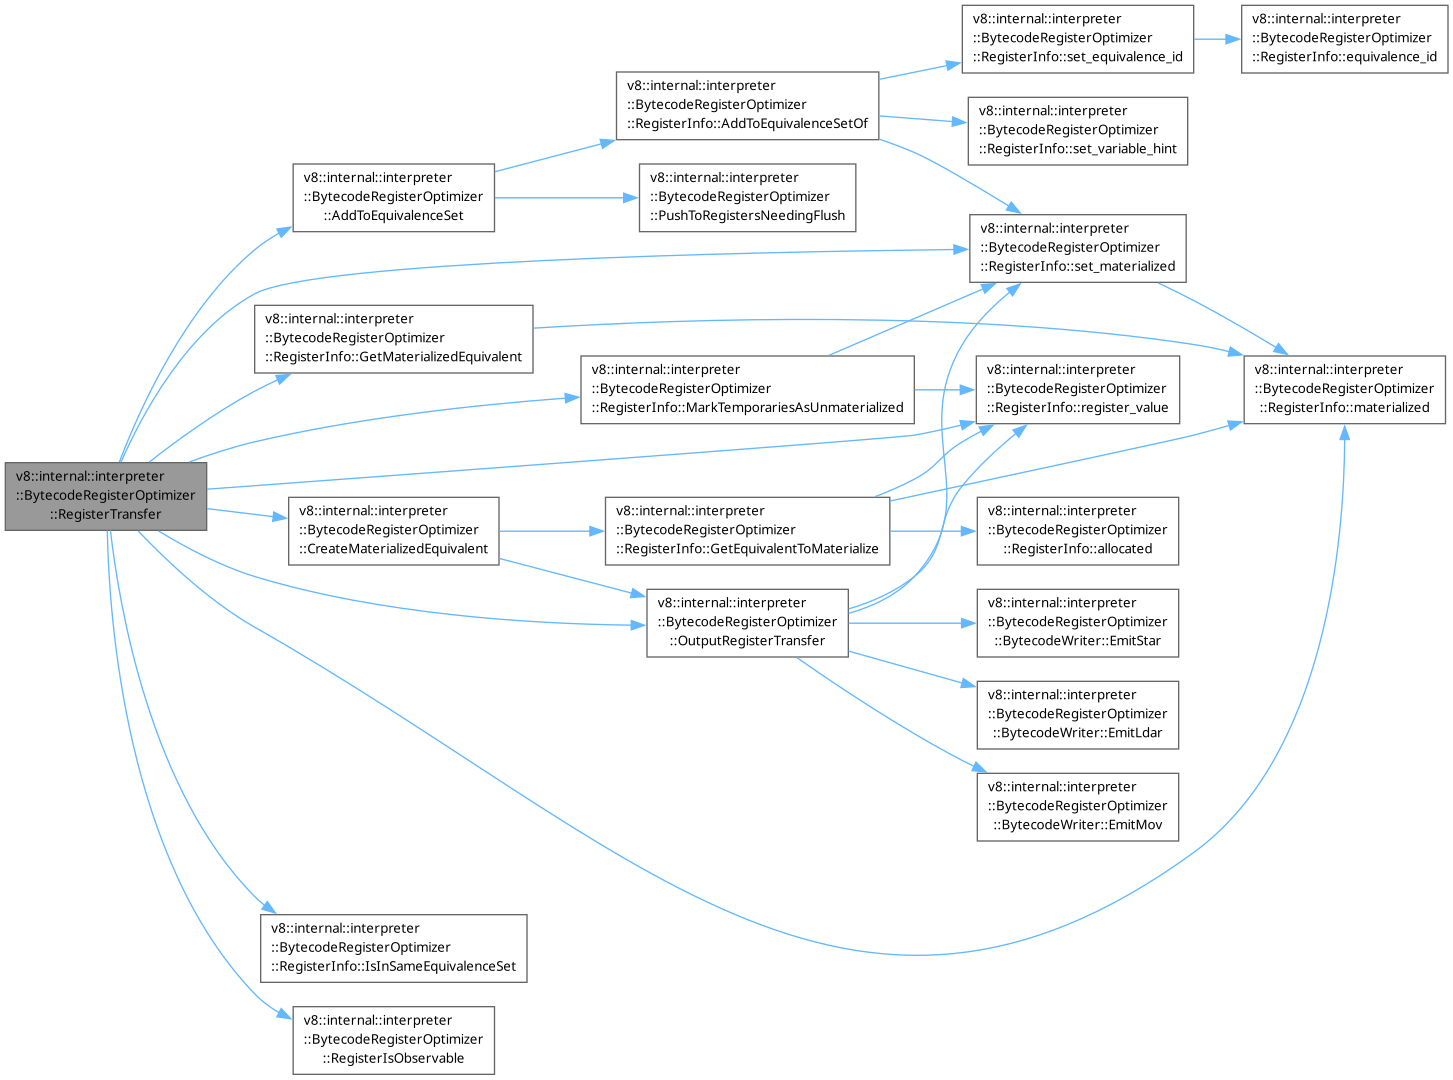 v8::internal::interpreter
::BytecodeRegisterOptimizer
::RegisterInfo::set_equivalence_id
v8::internal::interpreter
::BytecodeRegisterOptimizer
::RegisterInfo::equivalence_id
v8::internal::interpreter
::BytecodeRegisterOptimizer
::RegisterInfo::AddToEquivalenceSetOf
v8::internal::interpreter
::BytecodeRegisterOptimizer
::RegisterInfo::set_variable_hint
v8::internal::interpreter
::BytecodeRegisterOptimizer
::AddToEquivalenceSet
v8::internal::interpreter
::BytecodeRegisterOptimizer
::PushToRegistersNeedingFlush
v8::internal::interpreter
::BytecodeRegisterOptimizer
::RegisterInfo::set_materialized
v8::internal::interpreter
::BytecodeRegisterOptimizer
::RegisterInfo::GetMaterializedEquivalent
v8::internal::interpreter
::BytecodeRegisterOptimizer
::RegisterInfo::MarkTemporariesAsUnmaterialized
v8::internal::interpreter
::BytecodeRegisterOptimizer
::RegisterInfo::register_value
v8::internal::interpreter
::BytecodeRegisterOptimizer
::RegisterInfo::materialized
v8::internal::interpreter
::BytecodeRegisterOptimizer
::RegisterTransfer
v8::internal::interpreter
::BytecodeRegisterOptimizer
::CreateMaterializedEquivalent
v8::internal::interpreter
::BytecodeRegisterOptimizer
::RegisterInfo::GetEquivalentToMaterialize
v8::internal::interpreter
::BytecodeRegisterOptimizer
::RegisterInfo::allocated
v8::internal::interpreter
::BytecodeRegisterOptimizer
::OutputRegisterTransfer
v8::internal::interpreter
::BytecodeRegisterOptimizer
::BytecodeWriter::EmitStar
v8::internal::interpreter
::BytecodeRegisterOptimizer
::BytecodeWriter::EmitLdar
v8::internal::interpreter
::BytecodeRegisterOptimizer
::BytecodeWriter::EmitMov
v8::internal::interpreter
::BytecodeRegisterOptimizer
::RegisterInfo::IsInSameEquivalenceSet
v8::internal::interpreter
::BytecodeRegisterOptimizer
::RegisterIsObservable